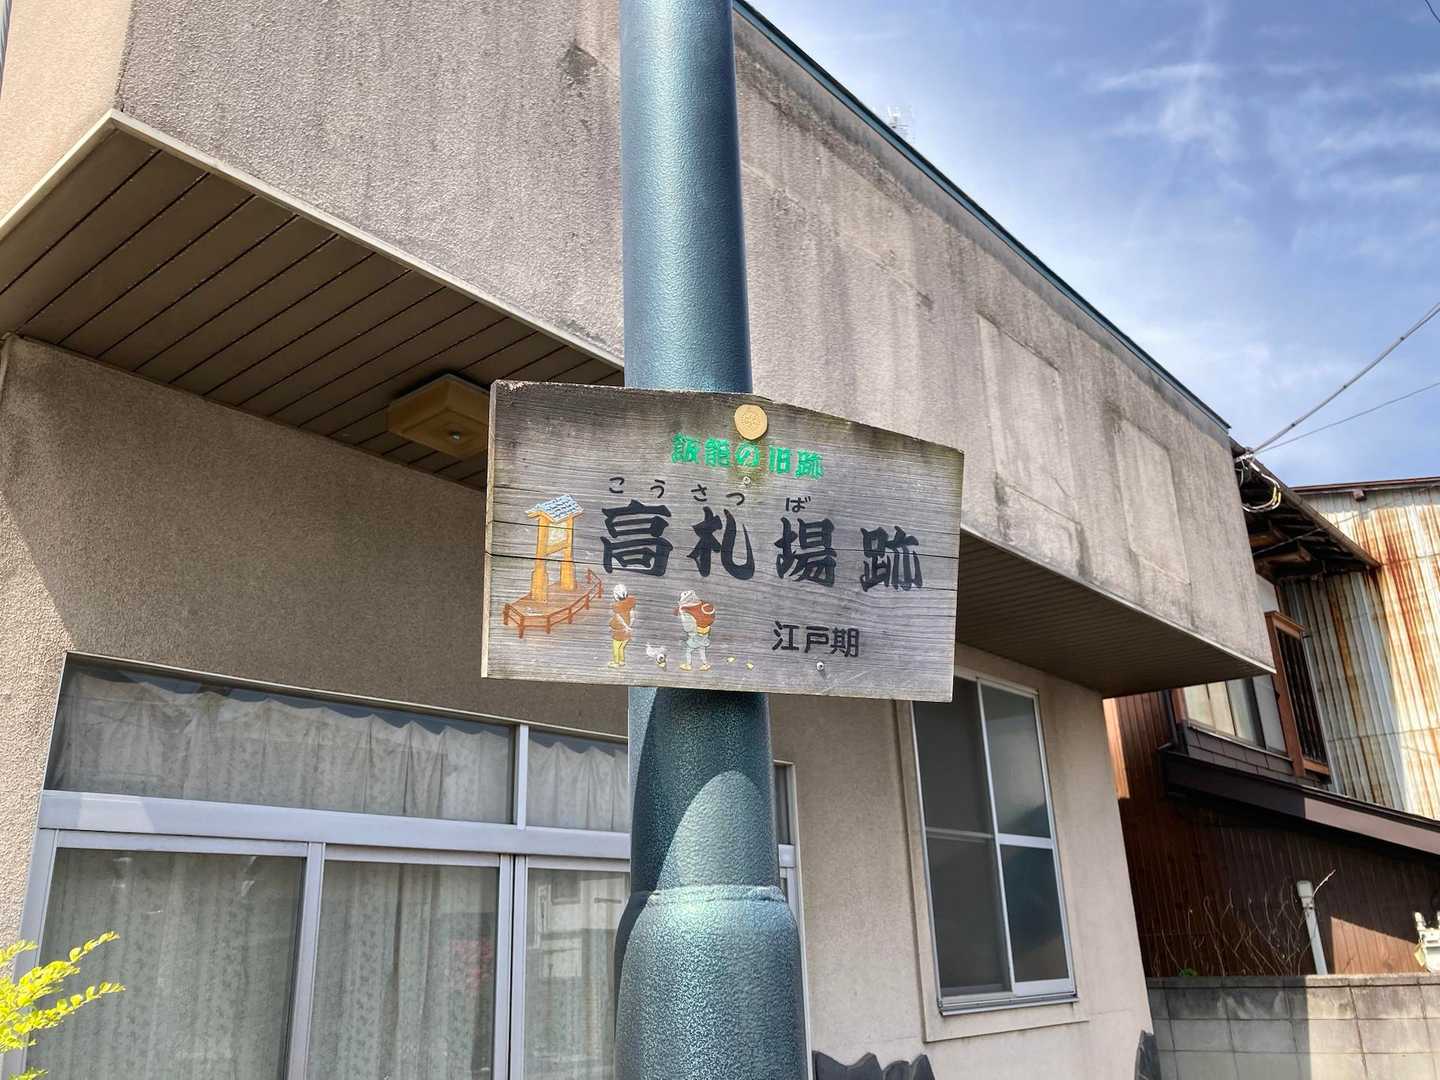 飯能の旧跡
こうさつば
高札場跡
江戸期